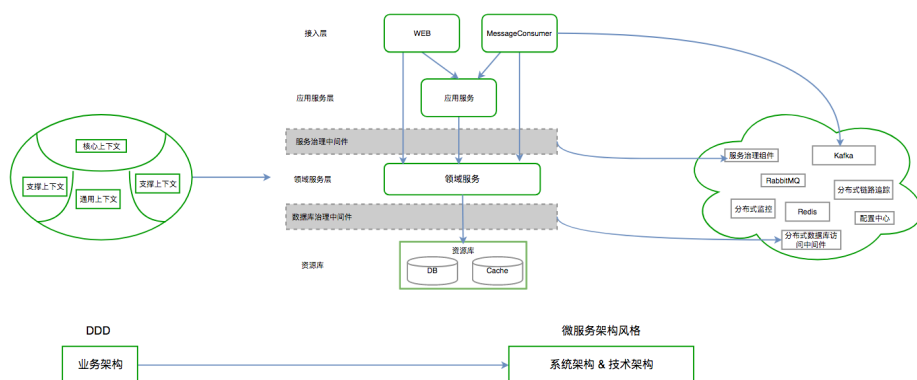 接入层
WEB
MessageConsumer
应用服务层
应用服务
服务治理中间件
领域服务层
领域服务
数据库治理中间件
资源库
资源库
DB
Cache
核心上下文
支撑上下文
支撑上下文
通用上下文
服务治理组件
Kafka
RabbitMQ
分布式链路追踪
分布式监控
Redis
配置中心
分布式数据库访
问中间件
DDD
微服务架构风格
业务架构
系统架构 & 技术架构